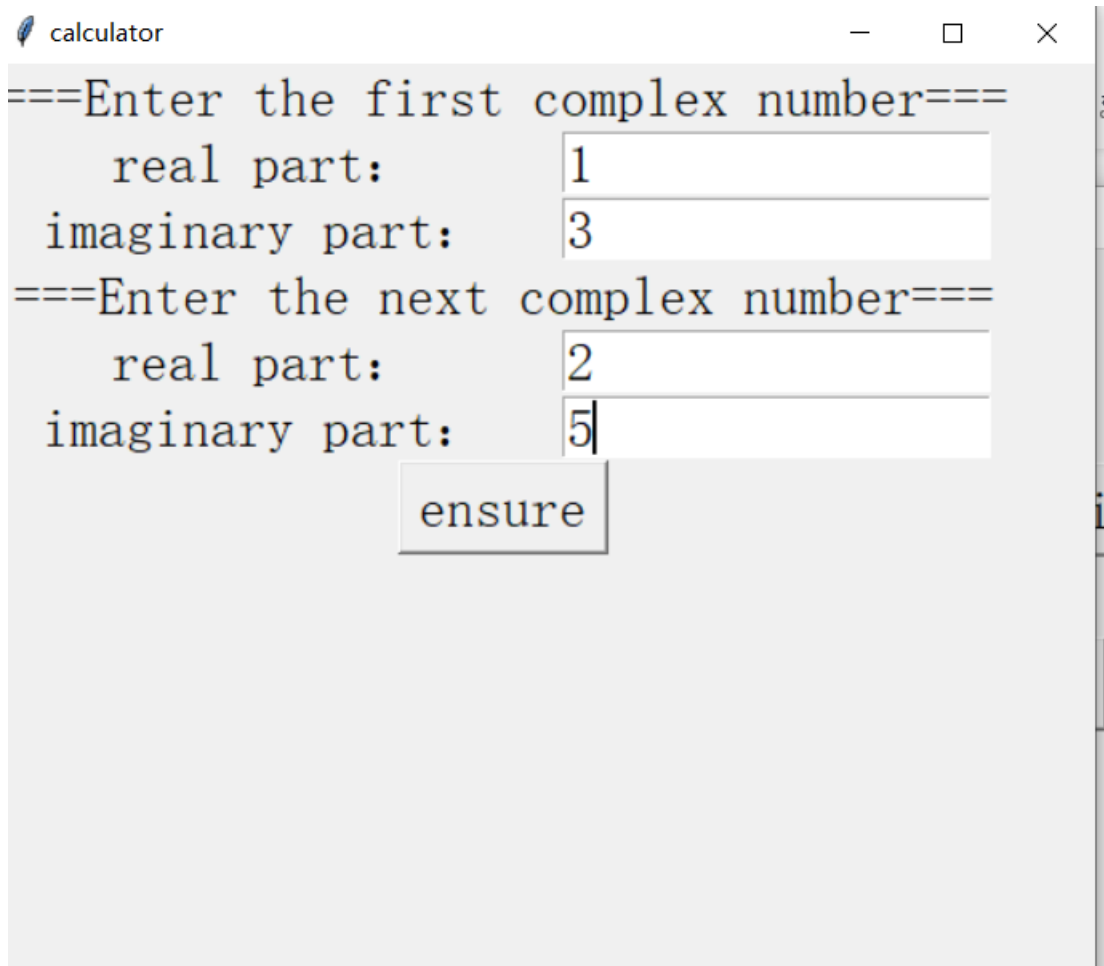 calculator
===Enter the first complex number===
real part： 1
imaginary part： 3
===Enter the next complex number===
real part： 2
imaginary part： 5
ensure